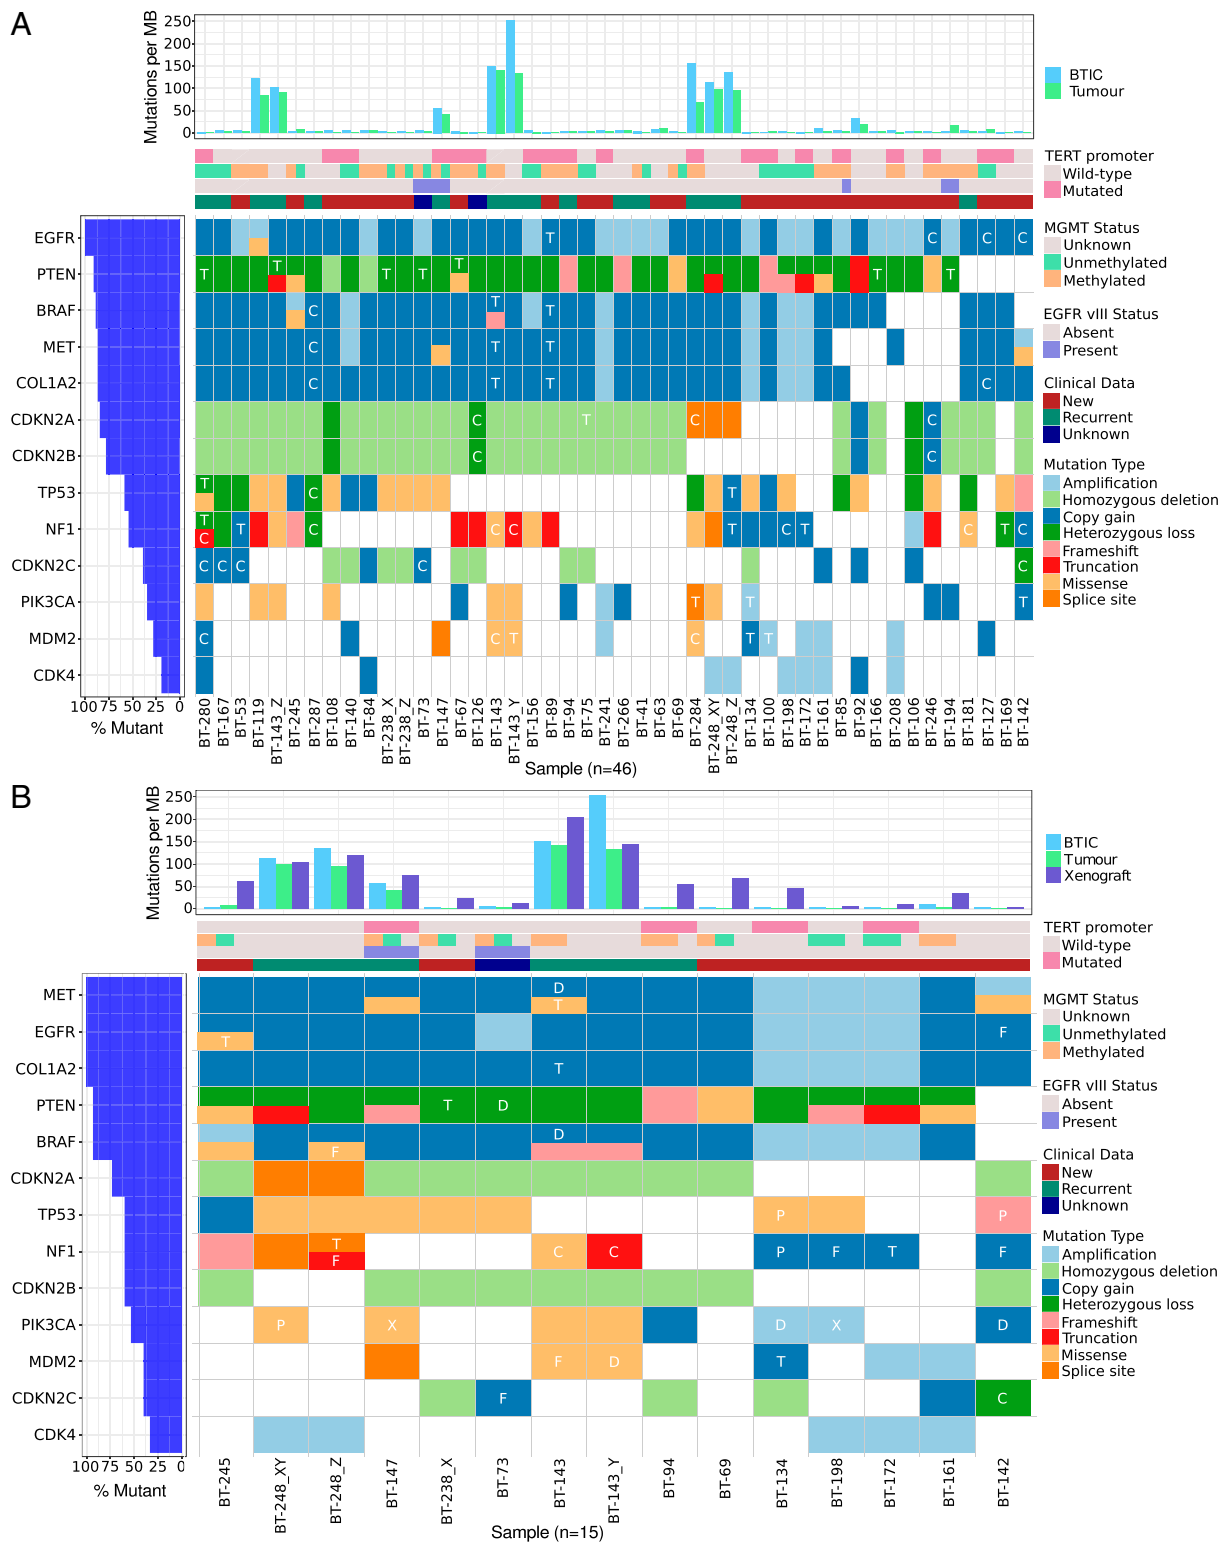 A
Mutations per MB
250
200
150
100
50
0
BTIC
Tumour
TERT promoter
Wild-type
Mutated
MGMT Status
Unknown
Unmethylated
Methylated
EGFR vIII Status
Absent
Present
Clinical Data
New
Recurrent
Unknown
Mutation Type
Amplification
Homozygous deletion
Copy gain
Heterozygous loss
Frameshift
Truncation
Missense
Splice site
EGFR T C C C
PTEN T T T T T T T
BRAF C T T
MET C T T
COL1A2 C T T C
CDKN2A C T C C
CDKN2B C C
TP53 T C T
NF1 T C T C C C T C T C T C
CDKN2C C C C C C
PIK3CA T T T
MDM2 C C T C T T
CDK4
100 75 50 25 0
% Mutant
BT-280 BT-167 BT-53 BT-119 BT-143_Z BT-245 BT-287 BT-108 BT-140 BT-84 BT-238_X BT-238_Z BT-73 BT-147 BT-67 BT-126 BT-143 BT-143_Y BT-156 BT-89 BT-94 BT-75 BT-241 BT-266 BT-41 BT-63 BT-69 BT-284 BT-248_XY BT-248_Z BT-134 BT-100 BT-198 BT-172 BT-161 BT-85 BT-92 BT-166 BT-208 BT-106 BT-246 BT-194 BT-181 BT-127 BT-169 BT-142
Sample (n=46)
B
Mutations per MB
250
200
150
100
50
0
BTIC
Tumour
Xenograft
TERT promoter
Wild-type
Mutated
MGMT Status
Unknown
Unmethylated
Methylated
EGFR vIII Status
Absent
Present
Clinical Data
New
Recurrent
Unknown
Mutation Type
Amplification
Homozygous deletion
Copy gain
Heterozygous loss
Frameshift
Truncation
Missense
Splice site
MET D T
EGFR T F
COL1A2 T
PTEN T D
BRAF F D
CDKN2A
TP53 P P
NF1 T F C C P F T F
CDKN2B
PIK3CA P X D X D
MDM2 F D T
CDKN2C F C
CDK4
100 75 50 25 0
% Mutant
BT-245 BT-248_XY BT-248_Z BT-147 BT-238_X BT-73 BT-143 BT-143_Y BT-94 BT-69 BT-134 BT-198 BT-172 BT-161 BT-142
Sample (n=15)